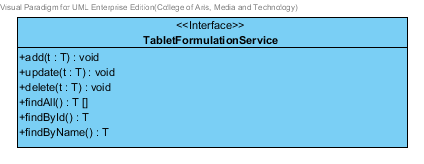 Visual Paradigm for UML Enterprise Edition(College of Arts, Media and Technology)
<<Interface>>
TabletFormulationService
+add(t : T) : void
+update(t : T) : void
+delete(t : T) : void
+findAll() : T []
+findById() : T
+findByName() : T